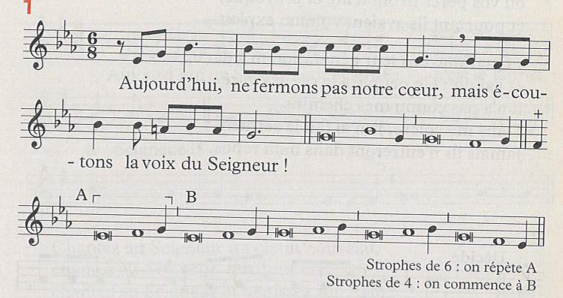 1
Aujourd'hui, ne fermons pas notre cœur, mais é-cou-
- tons la voix du Seigneur !
A B
Strophes de 6 : on répète A
Strophes de 4 : on commence à B